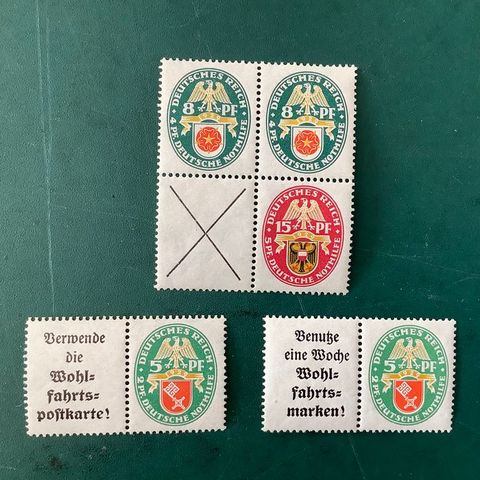 DEUTSCHES REICH
8 PF
4 PF. DEUTSCHE NOTHILFE
DEUTSCHES REICH
8 PF
4 PF. DEUTSCHE NOTHILFE
DEUTSCHES REICH
15 PF
5 PF. DEUTSCHE NOTHILFE
Verwende
die
Wohl-
fahrts-
postkarte!
DEUTSCHES REICH
5 PF
2 PF. DEUTSCHE NOTHILFE
Benutze
eine Woche
Wohl-
fahrts-
marken!
DEUTSCHES REICH
5 PF
2 PF. DEUTSCHE NOTHILFE